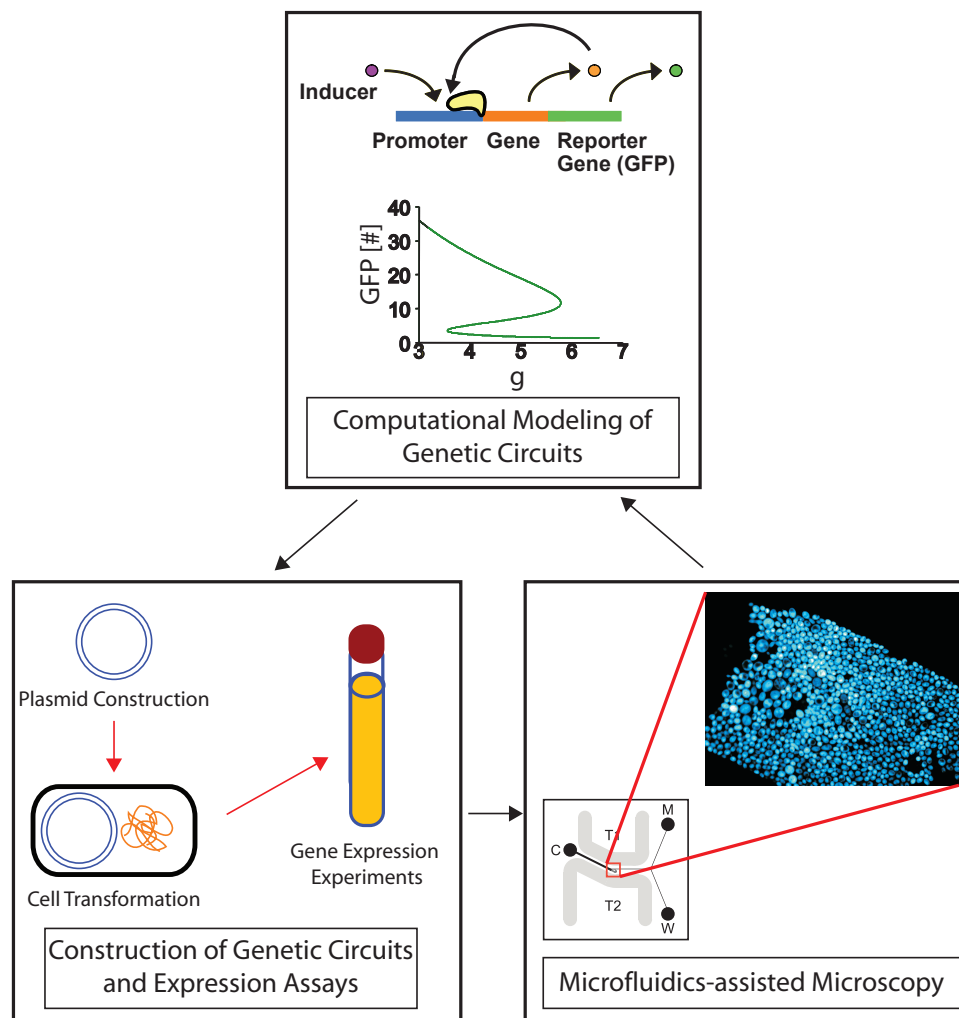 Inducer
Promoter
Gene
Reporter
Gene (GFP)
GFP [#]
40
30
20
10
0
3
4
5
6
7
g
Computational Modeling of
Genetic Circuits
Plasmid Construction
Cell Transformation
Gene Expression
Experiments
Construction of Genetic Circuits
and Expression Assays
M
T1
C
T2
W
Microfluidics-assisted Microscopy